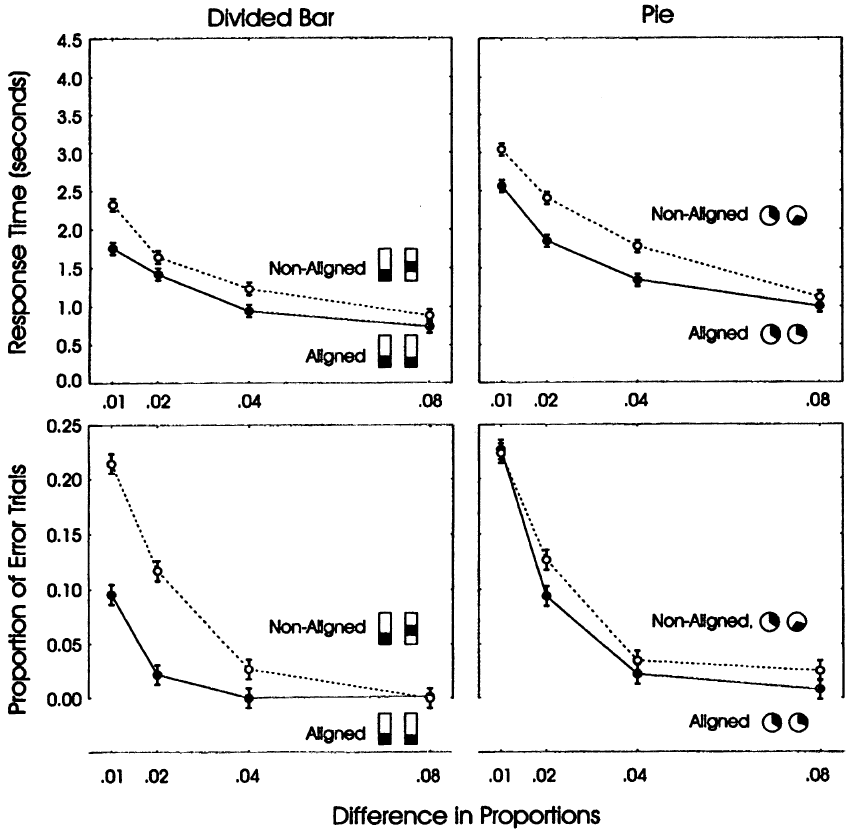 Divided Bar
Pie
Response Time (seconds)
4.5
4.0
3.5
3.0
2.5
2.0
1.5
1.0
0.5
0.0
Non-Aligned
Aligned
.01 .02 .04 .08
Non-Aligned
Aligned
.01 .02 .04 .08
Proportion of Error Trials
0.25
0.20
0.15
0.10
0.05
0.00
Non-Aligned
Aligned
.01 .02 .04 .08
Non-Aligned.
Aligned
.01 .02 .04 .08
Difference in Proportions